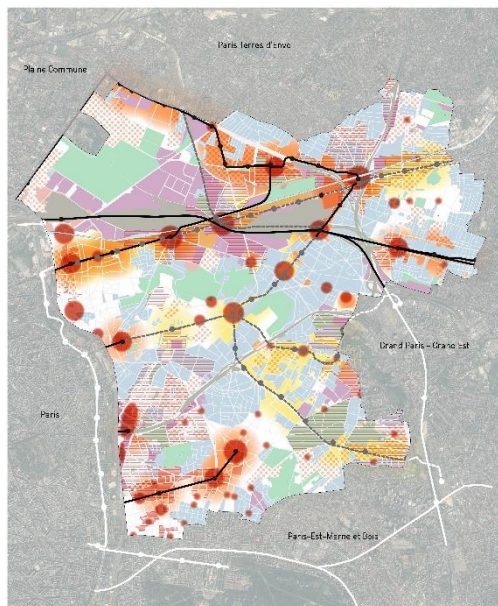 Paris Terres d'Envol
Plaine Commune
Grand Paris - Grand Est
Paris
Paris-Est-Marne et Bois